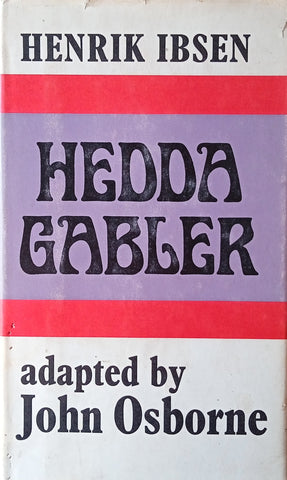 HENRIK IBSEN
HEDDA
GABLER
adapted by
John Osborne